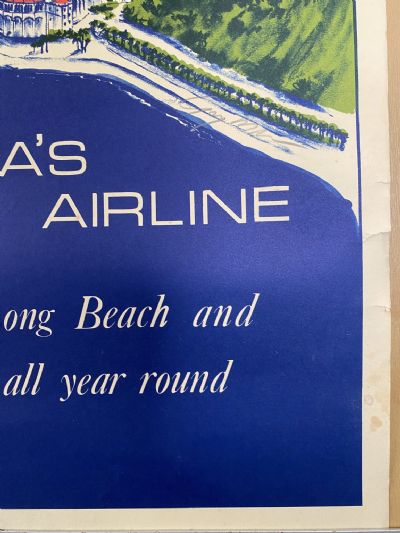 A'S
AIRLINE
ong Beach and
all year round